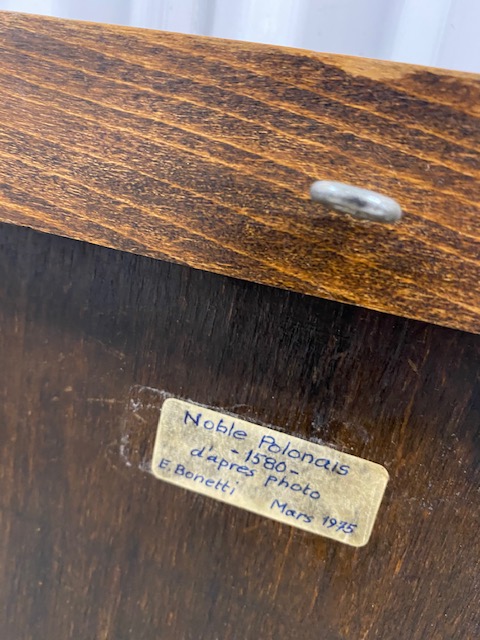 Noble Polonais
- 1580 -
d'après photo
E. Bonetti
Mars 1975